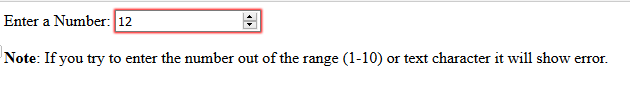 Enter a Number: 12
Note: If you try to enter the number out of the range (1-10) or text character it will show error.